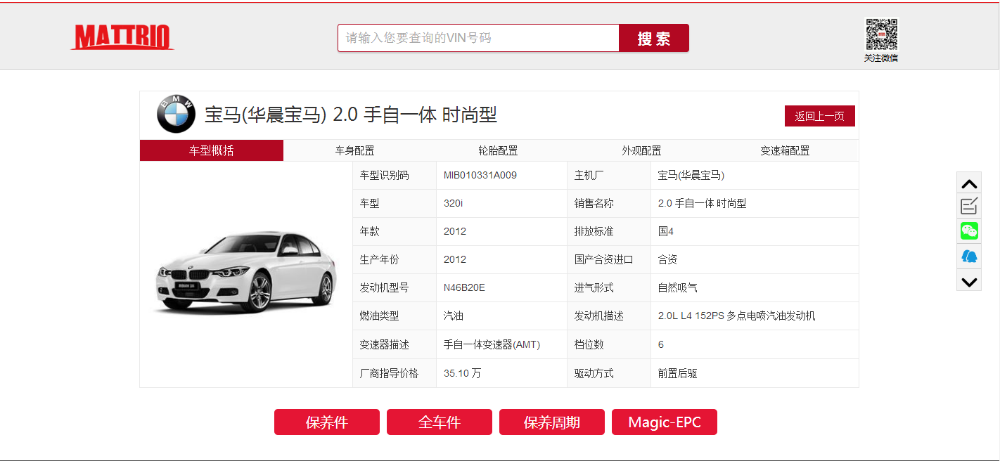 MATTRIO
请输入您要查询的VIN号码
搜 索
关注微信
BMW
宝马(华晨宝马) 2.0 手自一体 时尚型
返回上一页
车型概括 车身配置 轮胎配置 外观配置 变速箱配置
车型识别码 MIB010331A009 主机厂 宝马(华晨宝马)
车型 320i 销售名称 2.0 手自一体 时尚型
年款 2012 排放标准 国4
生产年份 2012 国产合资进口 合资
发动机型号 N46B20E 进气形式 自然吸气
燃油类型 汽油 发动机描述 2.0L L4 152PS 多点电喷汽油发动机
变速器描述 手自一体变速器(AMT) 档位数 6
厂商指导价格 35.10 万 驱动方式 前置后驱
保养件 全车件 保养周期 Magic-EPC